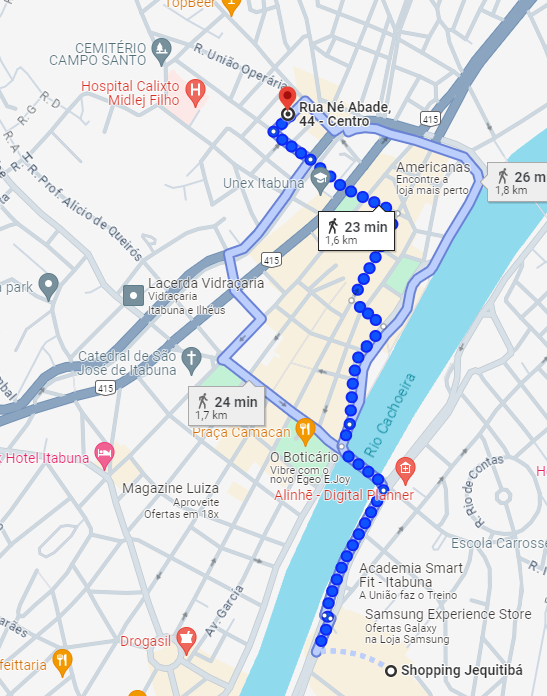 TopBeer
CEMITÉRIO
CAMPO SANTO
R. União Operária
Hospital Calixto
Midlej Filho
Rua Né Abade,
44 - Centro
415
R. D
R. G
R. A
Unex Itabuna
Americanas
Encontre a
loja mais perto
26 m
1,8 km
R. Prof. Alício de Queirós
23 min
1,6 km
415
a park
Lacerda Vidraçaria
Vidraçaria
Itabuna e Ilhéus
Catedral de São
José de Itabuna
415
24 min
1,7 km
Rio Cachoeira
Praça Camacan
O Boticário
Vibre com o
novo Egeo E.Joy
Hotel Itabuna
Alinhê - Digital Planner
R. Rio de Contas
H
Magazine Luiza
Aproveite
Ofertas em 18x
Escola Carross
Academia Smart
Fit - Itabuna
A União faz o Treino
Av. Garcia
Samsung Experience Store
Ofertas Galaxy
na Loja Samsung
Drogasil
feittaria
Shopping Jequitibá